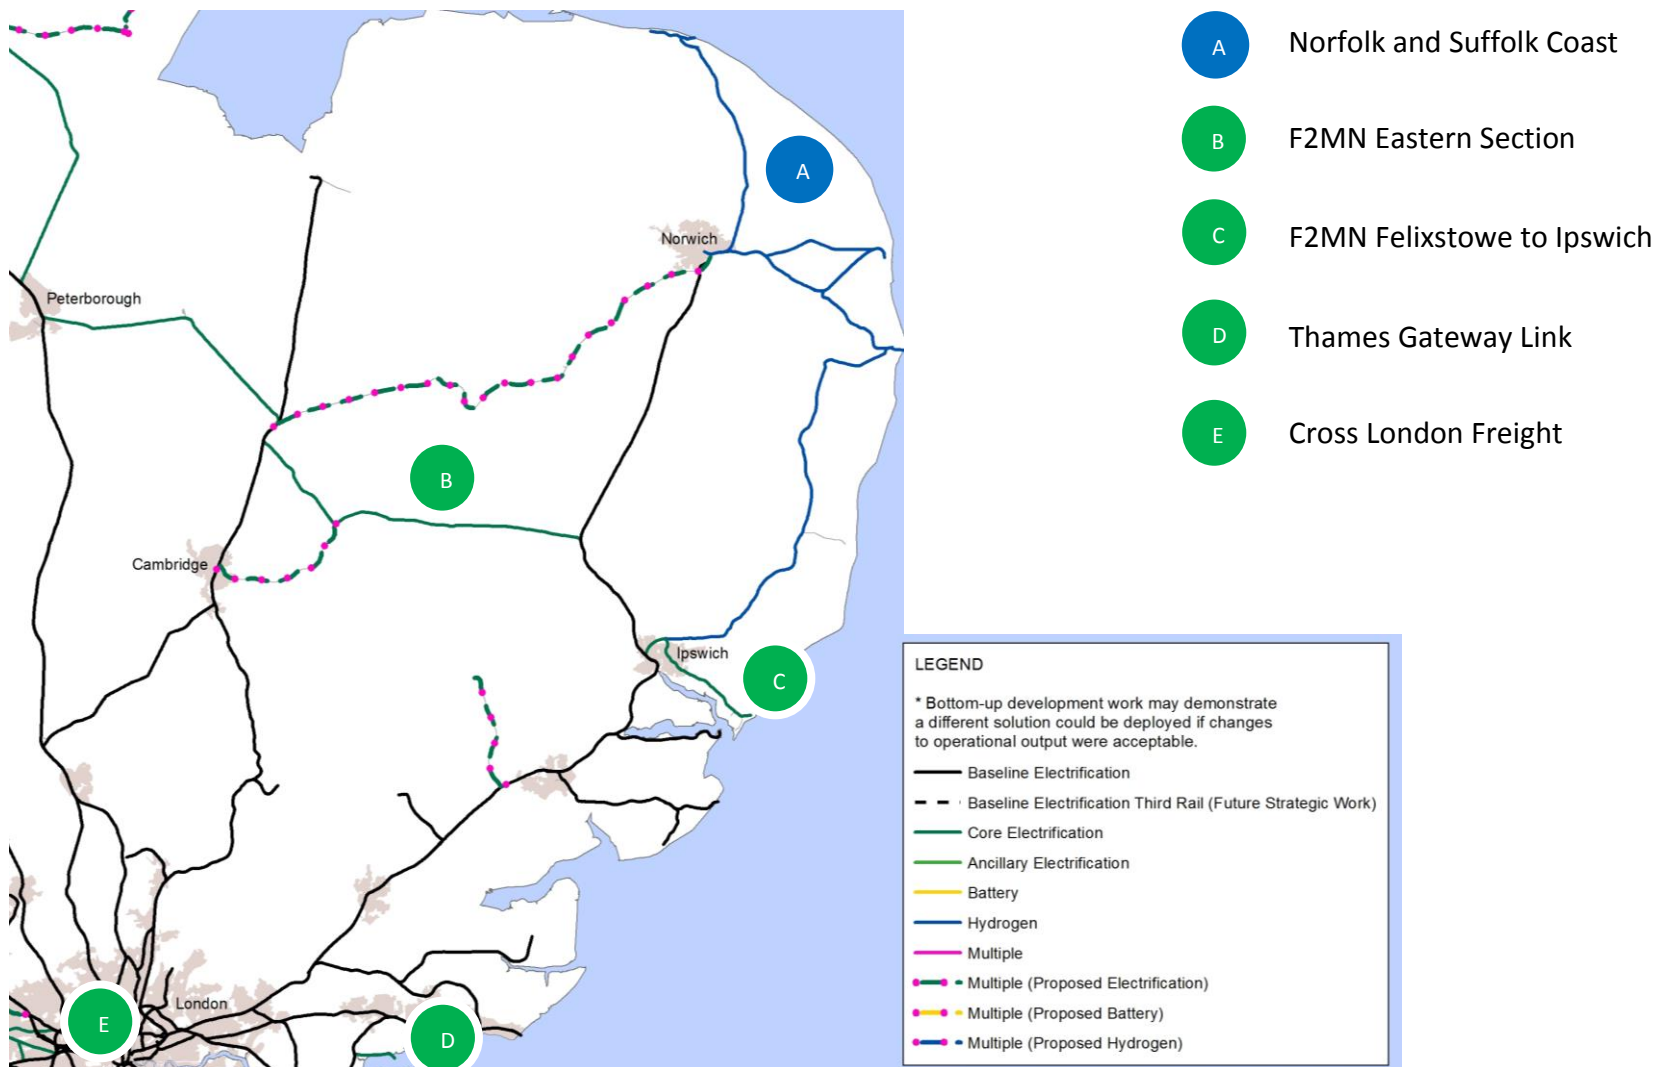 A Norfolk and Suffolk Coast
B F2MN Eastern Section
C F2MN Felixstowe to Ipswich
D Thames Gateway Link
E Cross London Freight
A
Norwich
Peterborough
B
Cambridge
Ipswich
C
London
E
D
LEGEND
* Bottom-up development work may demonstrate
a different solution could be deployed if changes
to operational output were acceptable.
Baseline Electrification
Baseline Electrification Third Rail (Future Strategic Work)
Core Electrification
Ancillary Electrification
Battery
Hydrogen
Multiple
Multiple (Proposed Electrification)
Multiple (Proposed Battery)
Multiple (Proposed Hydrogen)